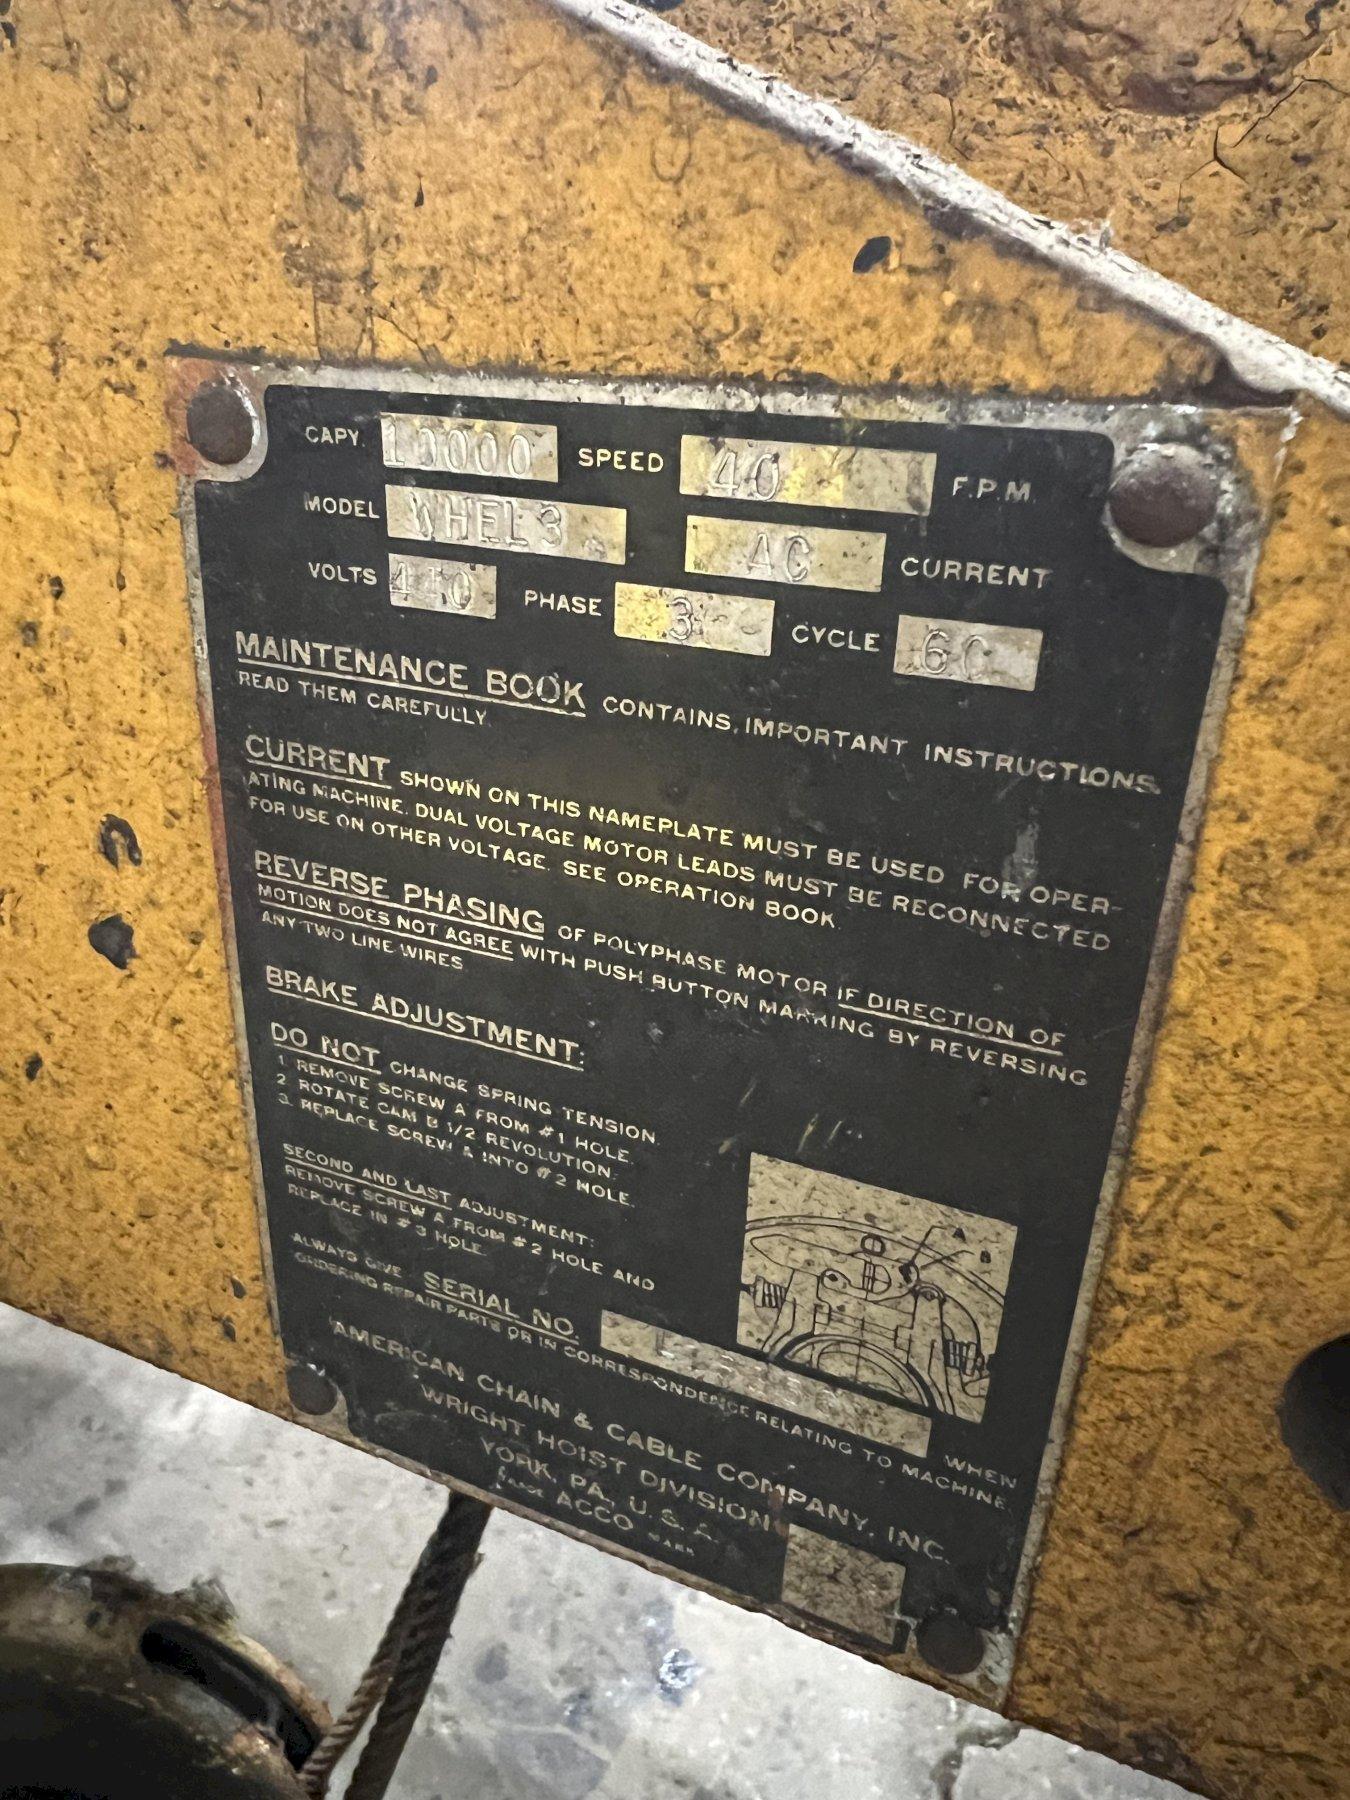 CAPY. 10000 SPEED 40 F.P.M.
MODEL WHEL3 AC CURRENT
VOLTS 440 PHASE 3 CYCLE 60
MAINTENANCE BOOK CONTAINS IMPORTANT INSTRUCTIONS.
READ THEM CAREFULLY.
CURRENT SHOWN ON THIS NAMEPLATE MUST BE USED FOR OPER-
ATING MACHINE. DUAL VOLTAGE MOTOR LEADS MUST BE RECONNECTED
FOR USE ON OTHER VOLTAGE. SEE OPERATION BOOK.
REVERSE PHASING OF POLYPHASE MOTOR IF DIRECTION OF
MOTION DOES NOT AGREE WITH PUSH BUTTON MARKING BY REVERSING
ANY TWO LINE WIRES.
BRAKE ADJUSTMENT:
DO NOT CHANGE SPRING TENSION.
1. REMOVE SCREW A FROM #1 HOLE.
2. ROTATE CAM B 1/2 REVOLUTION.
3. REPLACE SCREW A INTO #2 HOLE.
SECOND AND LAST ADJUSTMENT:
REMOVE SCREW A FROM #2 HOLE AND
REPLACE IN #3 HOLE.
A B
ALWAYS GIVE SERIAL NO. WHEN
ORDERING REPAIR PARTS OR IN CORRESPONDENCE RELATING TO MACHINE.
AMERICAN CHAIN & CABLE COMPANY, INC.
WRIGHT HOIST DIVISION
YORK, PA., U.S.A.
TRADE ACCO MARK